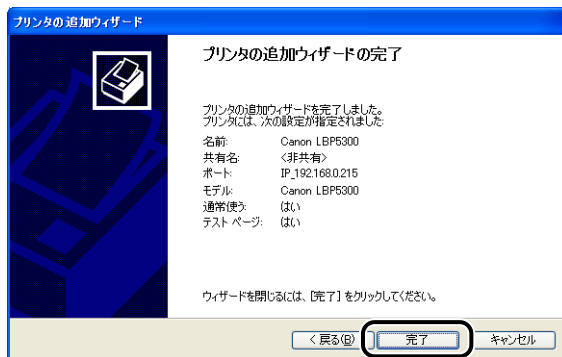 プリンタの追加ウィザード
プリンタの追加ウィザードの完了
プリンタの追加ウィザードを完了しました。
プリンタには、次の設定が指定されました:
名前: Canon LBP5300
共有名: <非共有>
ポート: IP_192.168.0.215
モデル: Canon LBP5300
通常使う: はい
テスト ページ: はい
ウィザードを閉じるには、[完了] をクリックしてください。
< 戻る(B) 完了 キャンセル